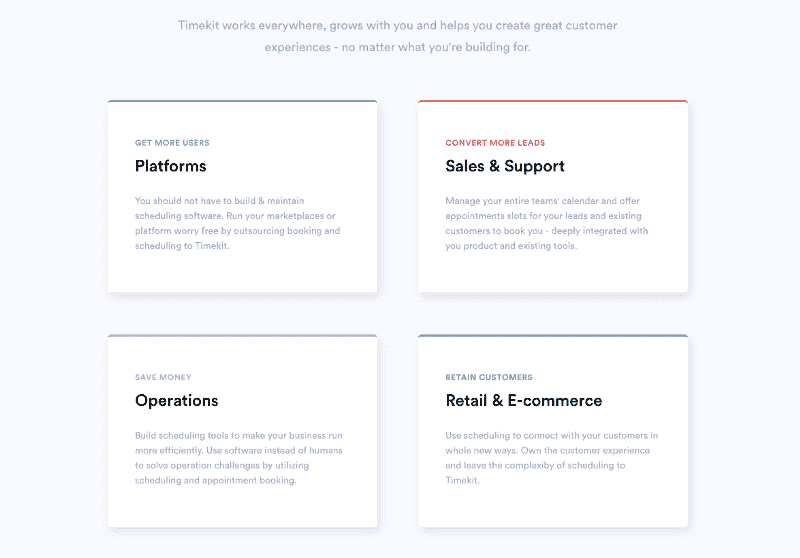 Timekit works everywhere, grows with you and helps you create great customer
experiences - no matter what you're building for.
GET MORE USERS
Platforms
You should not have to build & maintain
scheduling software. Run your marketplaces or
platform worry free by outsourcing booking and
scheduling to Timekit.
CONVERT MORE LEADS
Sales & Support
Manage your entire teams' calendar and offer
appointments slots for your leads and existing
customers to book you - deeply integrated with
you product and existing tools.
SAVE MONEY
Operations
Build scheduling tools to make your business run
more efficiently. Use software instead of humans
to solve operation challenges by utilizing
scheduling and appointment booking.
RETAIN CUSTOMERS
Retail & E-commerce
Use scheduling to connect with your customers in
whole new ways. Own the customer experience
and leave the complexiby of scheduling to
Timekit.